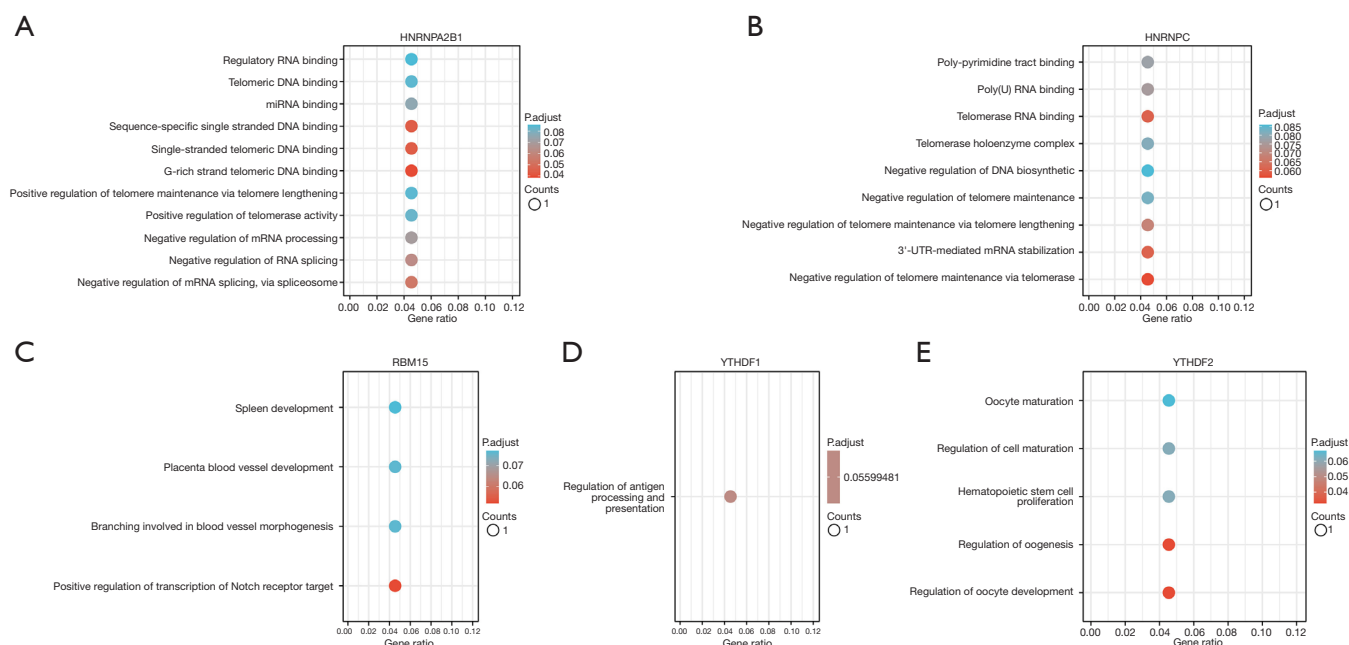 A
HNRNPA2B1
Regulatory RNA binding
Telomeric DNA binding
miRNA binding
Sequence-specific single stranded DNA binding
Single-stranded telomeric DNA binding
G-rich strand telomeric DNA binding
Positive regulation of telomere maintenance via telomere lengthening
Positive regulation of telomerase activity
Negative regulation of mRNA processing
Negative regulation of RNA splicing
Negative regulation of mRNA splicing, via spliceosome
0.00 0.02 0.04 0.06 0.08 0.10 0.12
Gene ratio
P.adjust
0.08
0.07
0.06
0.05
0.04
Counts
1
B
HNRNPC
Poly-pyrimidine tract binding
Poly(U) RNA binding
Telomerase RNA binding
Telomerase holoenzyme complex
Negative regulation of DNA biosynthetic
Negative regulation of telomere maintenance
Negative regulation of telomere maintenance via telomere lengthening
3'-UTR-mediated mRNA stabilization
Negative regulation of telomere maintenance via telomerase
0.00 0.02 0.04 0.06 0.08 0.10 0.12
Gene ratio
P.adjust
0.085
0.080
0.075
0.070
0.065
0.060
Counts
1
C
RBM15
Spleen development
Placenta blood vessel development
Branching involved in blood vessel morphogenesis
Positive regulation of transcription of Notch receptor target
0.00 0.02 0.04 0.06 0.08 0.10 0.12
Gene ratio
P.adjust
0.07
0.06
Counts
1
D
YTHDF1
Regulation of antigen
processing and
presentation
0.00 0.02 0.04 0.06 0.08 0.10 0.12
Gene ratio
P.adjust
0.05599481
Counts
1
E
YTHDF2
Oocyte maturation
Regulation of cell maturation
Hematopoietic stem cell
proliferation
Regulation of oogenesis
Regulation of oocyte development
0.00 0.02 0.04 0.06 0.08 0.10 0.12
Gene ratio
P.adjust
0.06
0.05
0.04
Counts
1